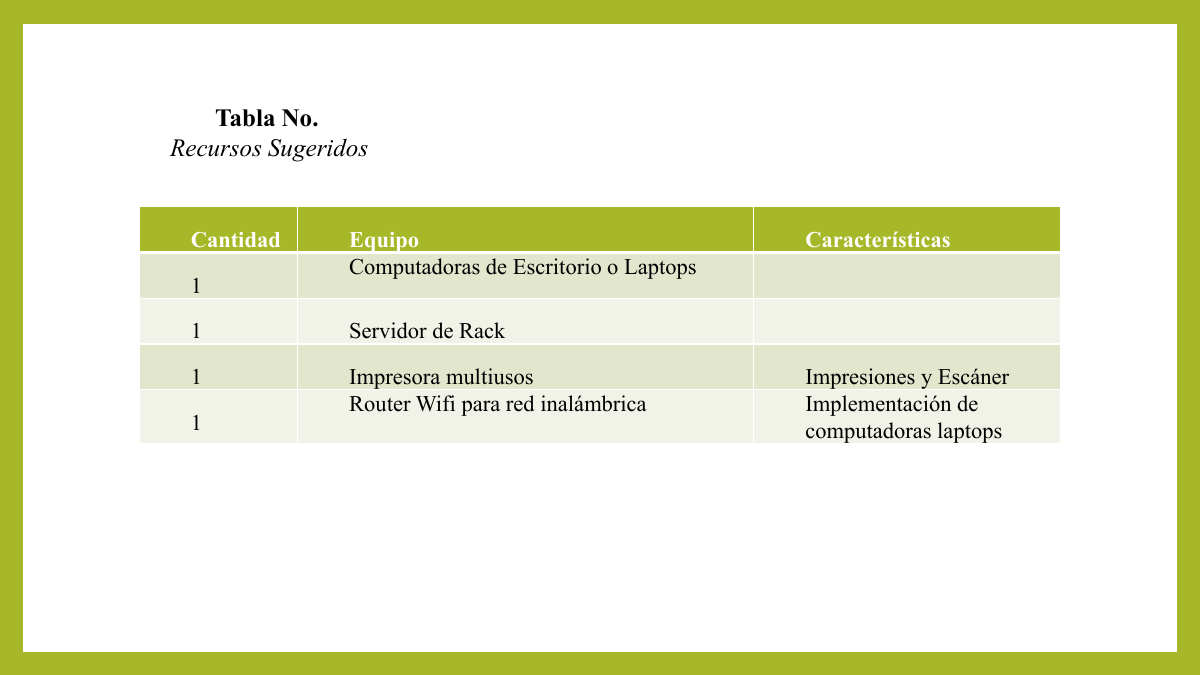 Tabla No.
Recursos Sugeridos
Cantidad Equipo Características
1 Computadoras de Escritorio o Laptops
1 Servidor de Rack
1 Impresora multiusos Impresiones y Escáner
1 Router Wifi para red inalámbrica Implementación de
computadoras laptops